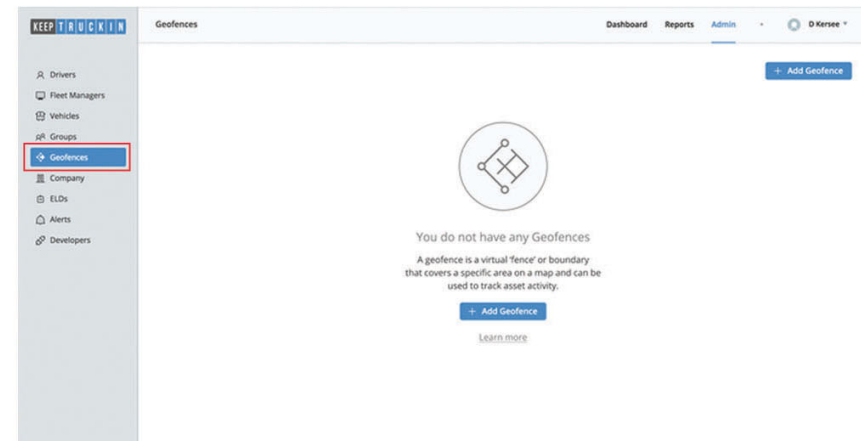 KEEP TRUCKIN
Geofences
Dashboard Reports Admin D Kersee
+ Add Geofence
Drivers
Fleet Managers
Vehicles
Groups
Geofences
Company
ELDs
Alerts
Developers
You do not have any Geofences
A geofence is a virtual 'fence' or boundary
that covers a specific area on a map and can be
used to track asset activity.
+ Add Geofence
Learn more